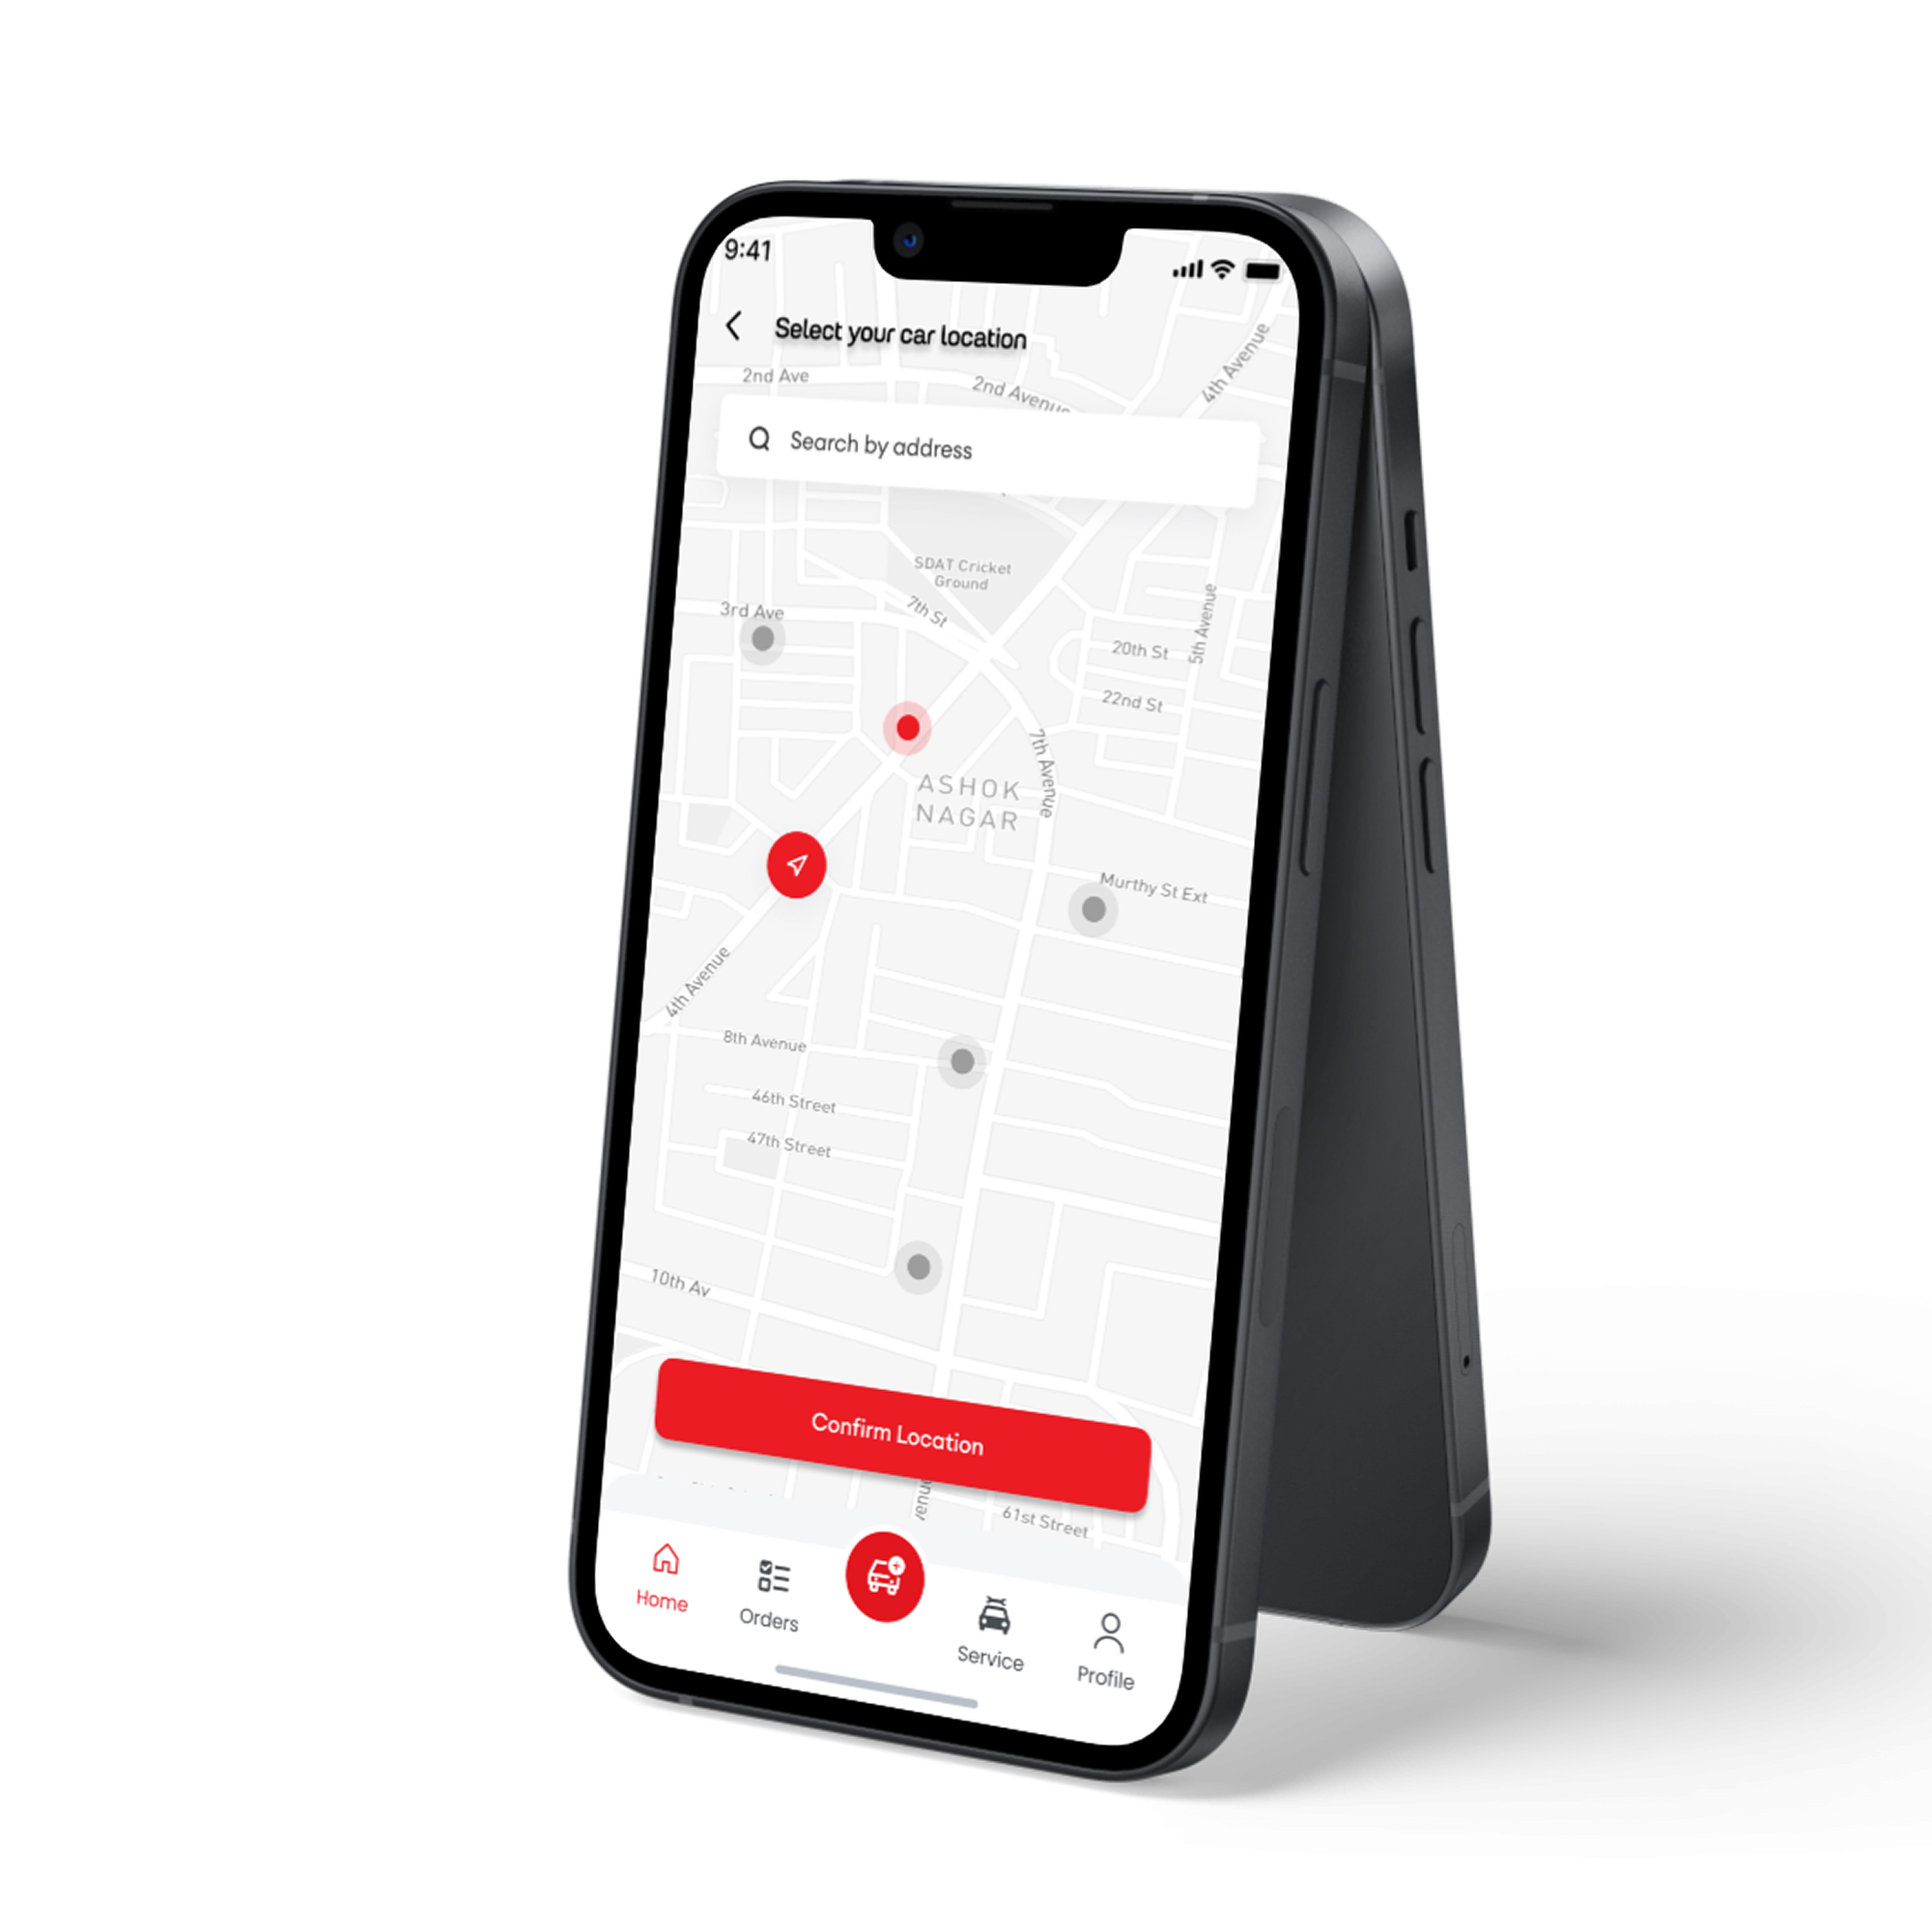 9:41
Select your car location
2nd Ave
2nd Avenue
4th Avenue
Search by address
SDAT Cricket
Ground
7th St
3rd Ave
5th Avenue
20th St
22nd St
7th Avenue
ASHOK
NAGAR
Murthy St Ext
4th Avenue
8th Avenue
46th Street
47th Street
10th Av
Confirm Location
61st Street
Home
Orders
Service
Profile